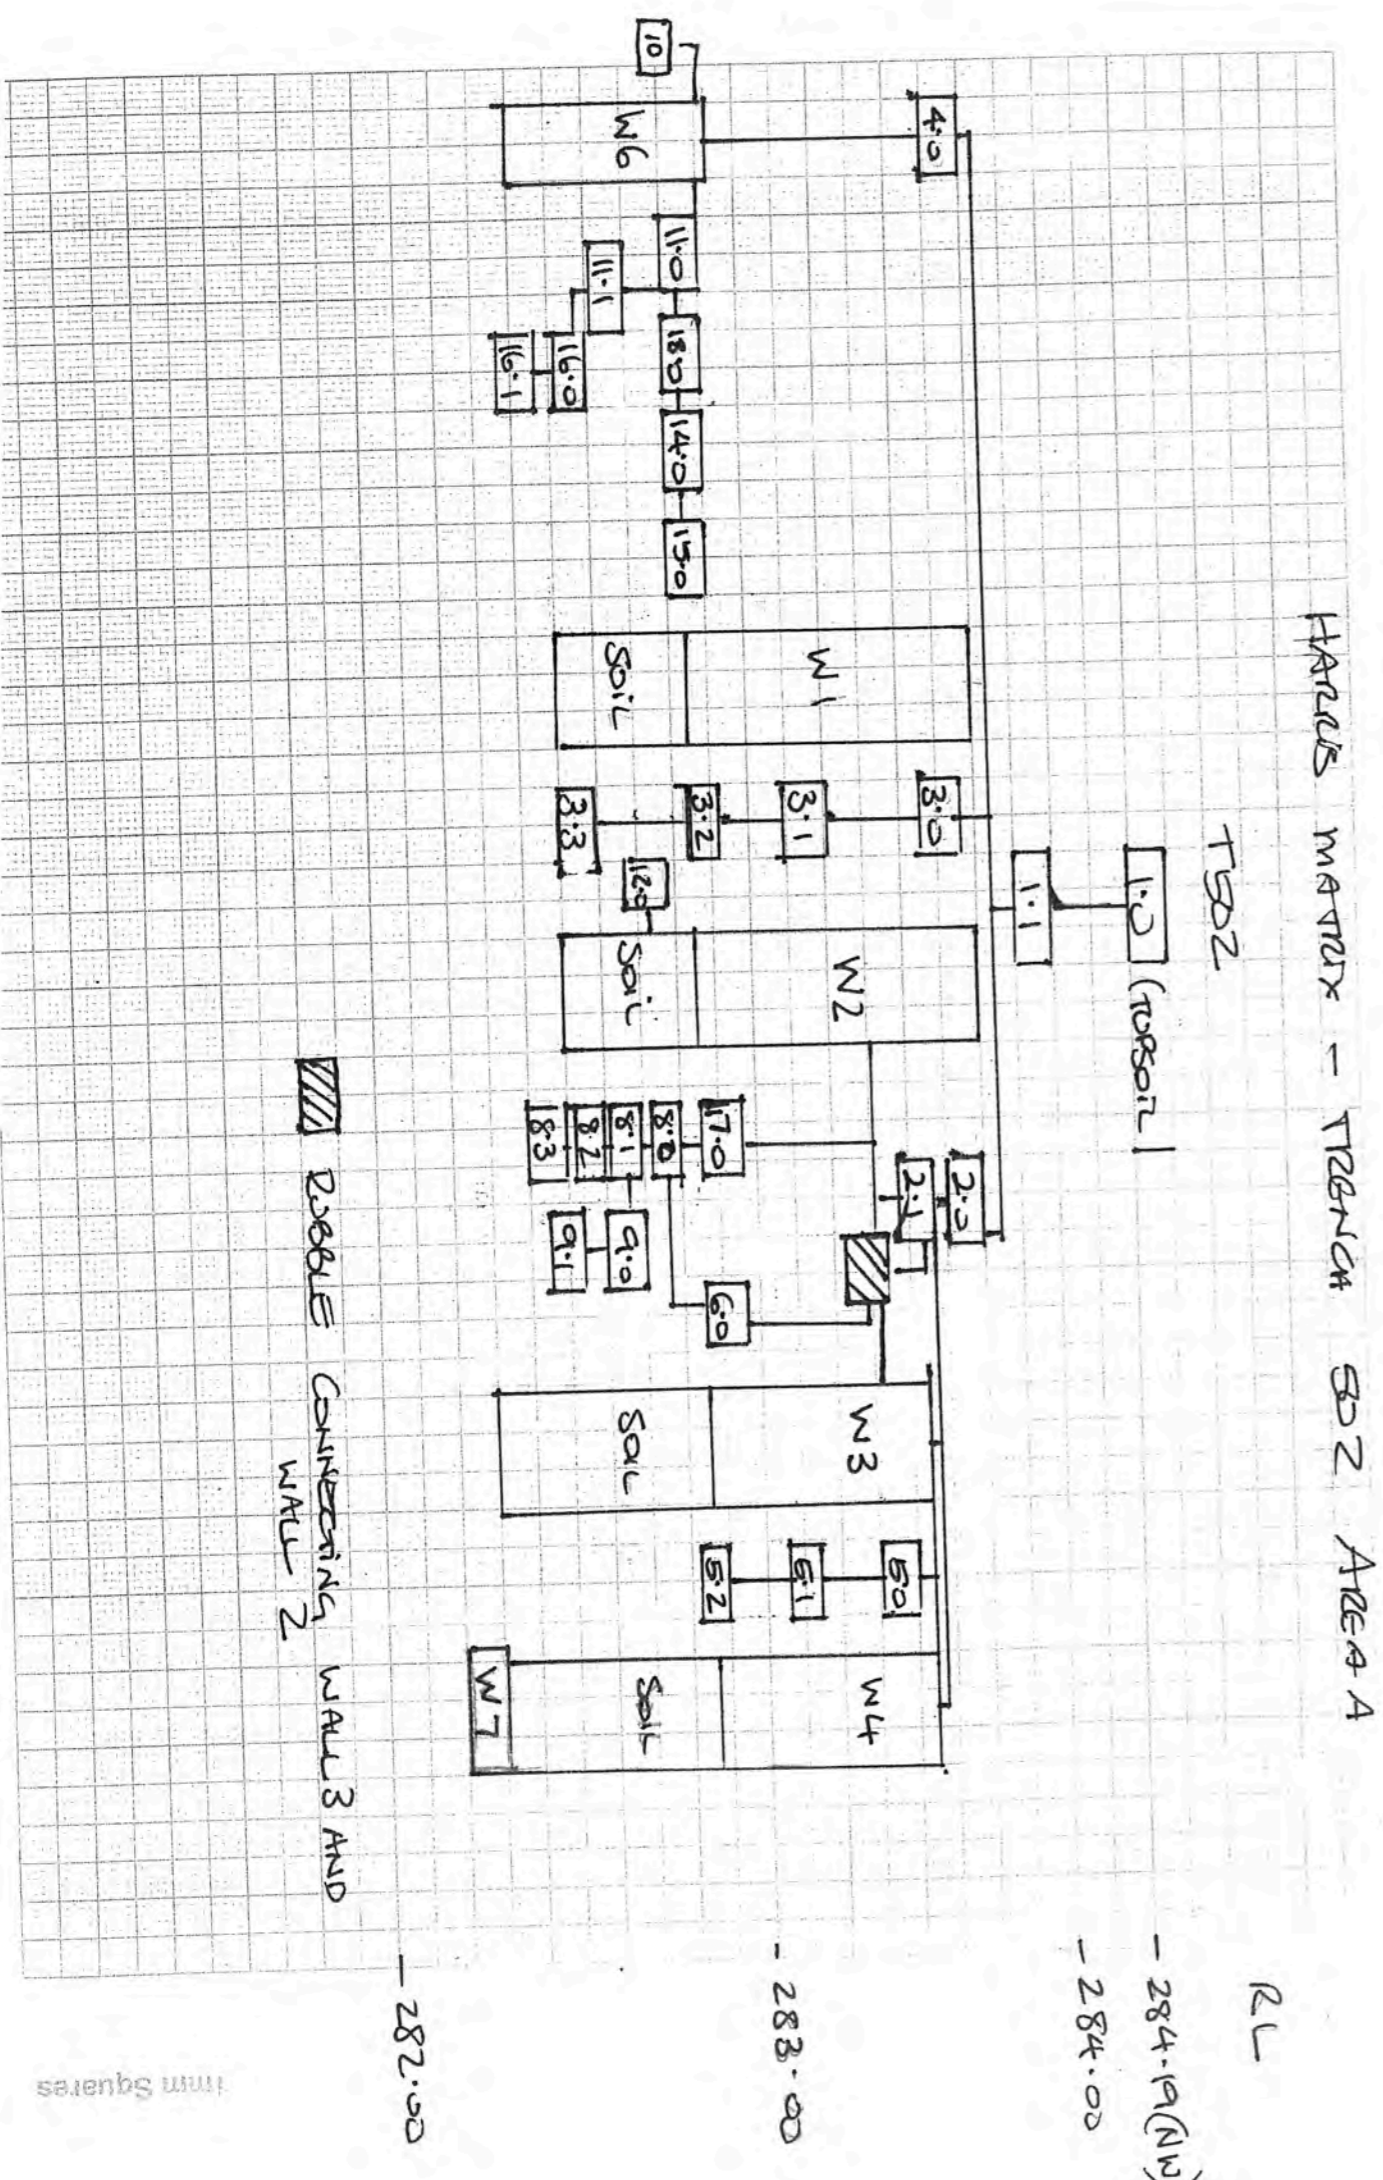 HARRIS MATRIX - TRENCH 502 AREA A
T502
RL
1.0 (TOPSOIL)
- 284.19 (NW)
1.1
- 284.00
4.0
3.0
2.0
2.1
5.0
W6
W1
W2
W3
W4
3.1
5.1
- 283.00
10
11.0
18.0
14.0
15.0
3.2
17.0
6.0
5.2
11.1
Soil
12.0
Soil
8.0
Soil
Soil
16.0
3.3
8.1
9.0
16.1
8.2
9.1
8.3
W7
- 282.00
RUBBLE CONNECTING WALL 3 AND
WALL 2
1mm Squares